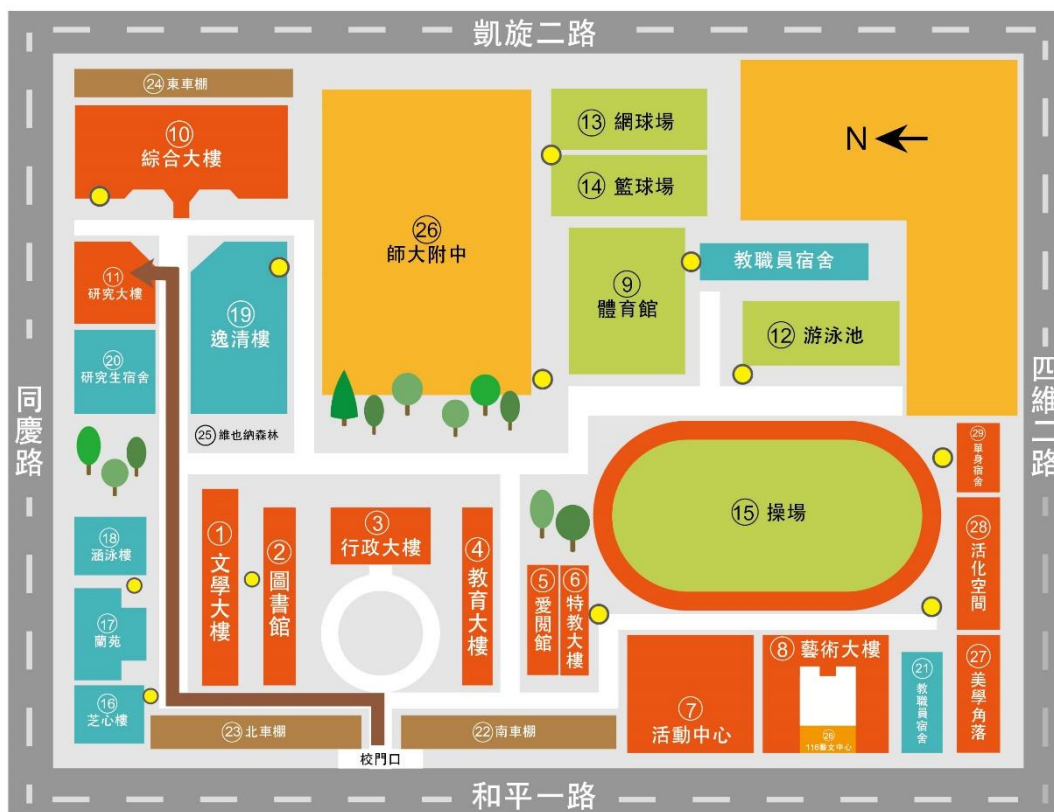 凱旋二路
㉔東車棚
⑩
綜合大樓
⑬ 網球場
⑭ 籃球場
N
㉖
師大附中
⑪
研究大樓
⑲
逸清樓
⑨
體育館
教職員宿舍
⑫ 游泳池
⑳
研究生宿舍
㉕維也納森林
同慶路
四維二路
①文學大樓
②圖書館
③
行政大樓
④教育大樓
⑤愛閱館
⑥特教大樓
⑮ 操場
㉙單身宿舍
㉘活化空間
⑱
涵泳樓
⑰
蘭苑
⑯
芝心樓
㉓北車棚
㉒南車棚
校門口
⑦
活動中心
⑧ 藝術大樓
116藝文中心
㉑教職員宿舍
㉗美學角落
和平一路